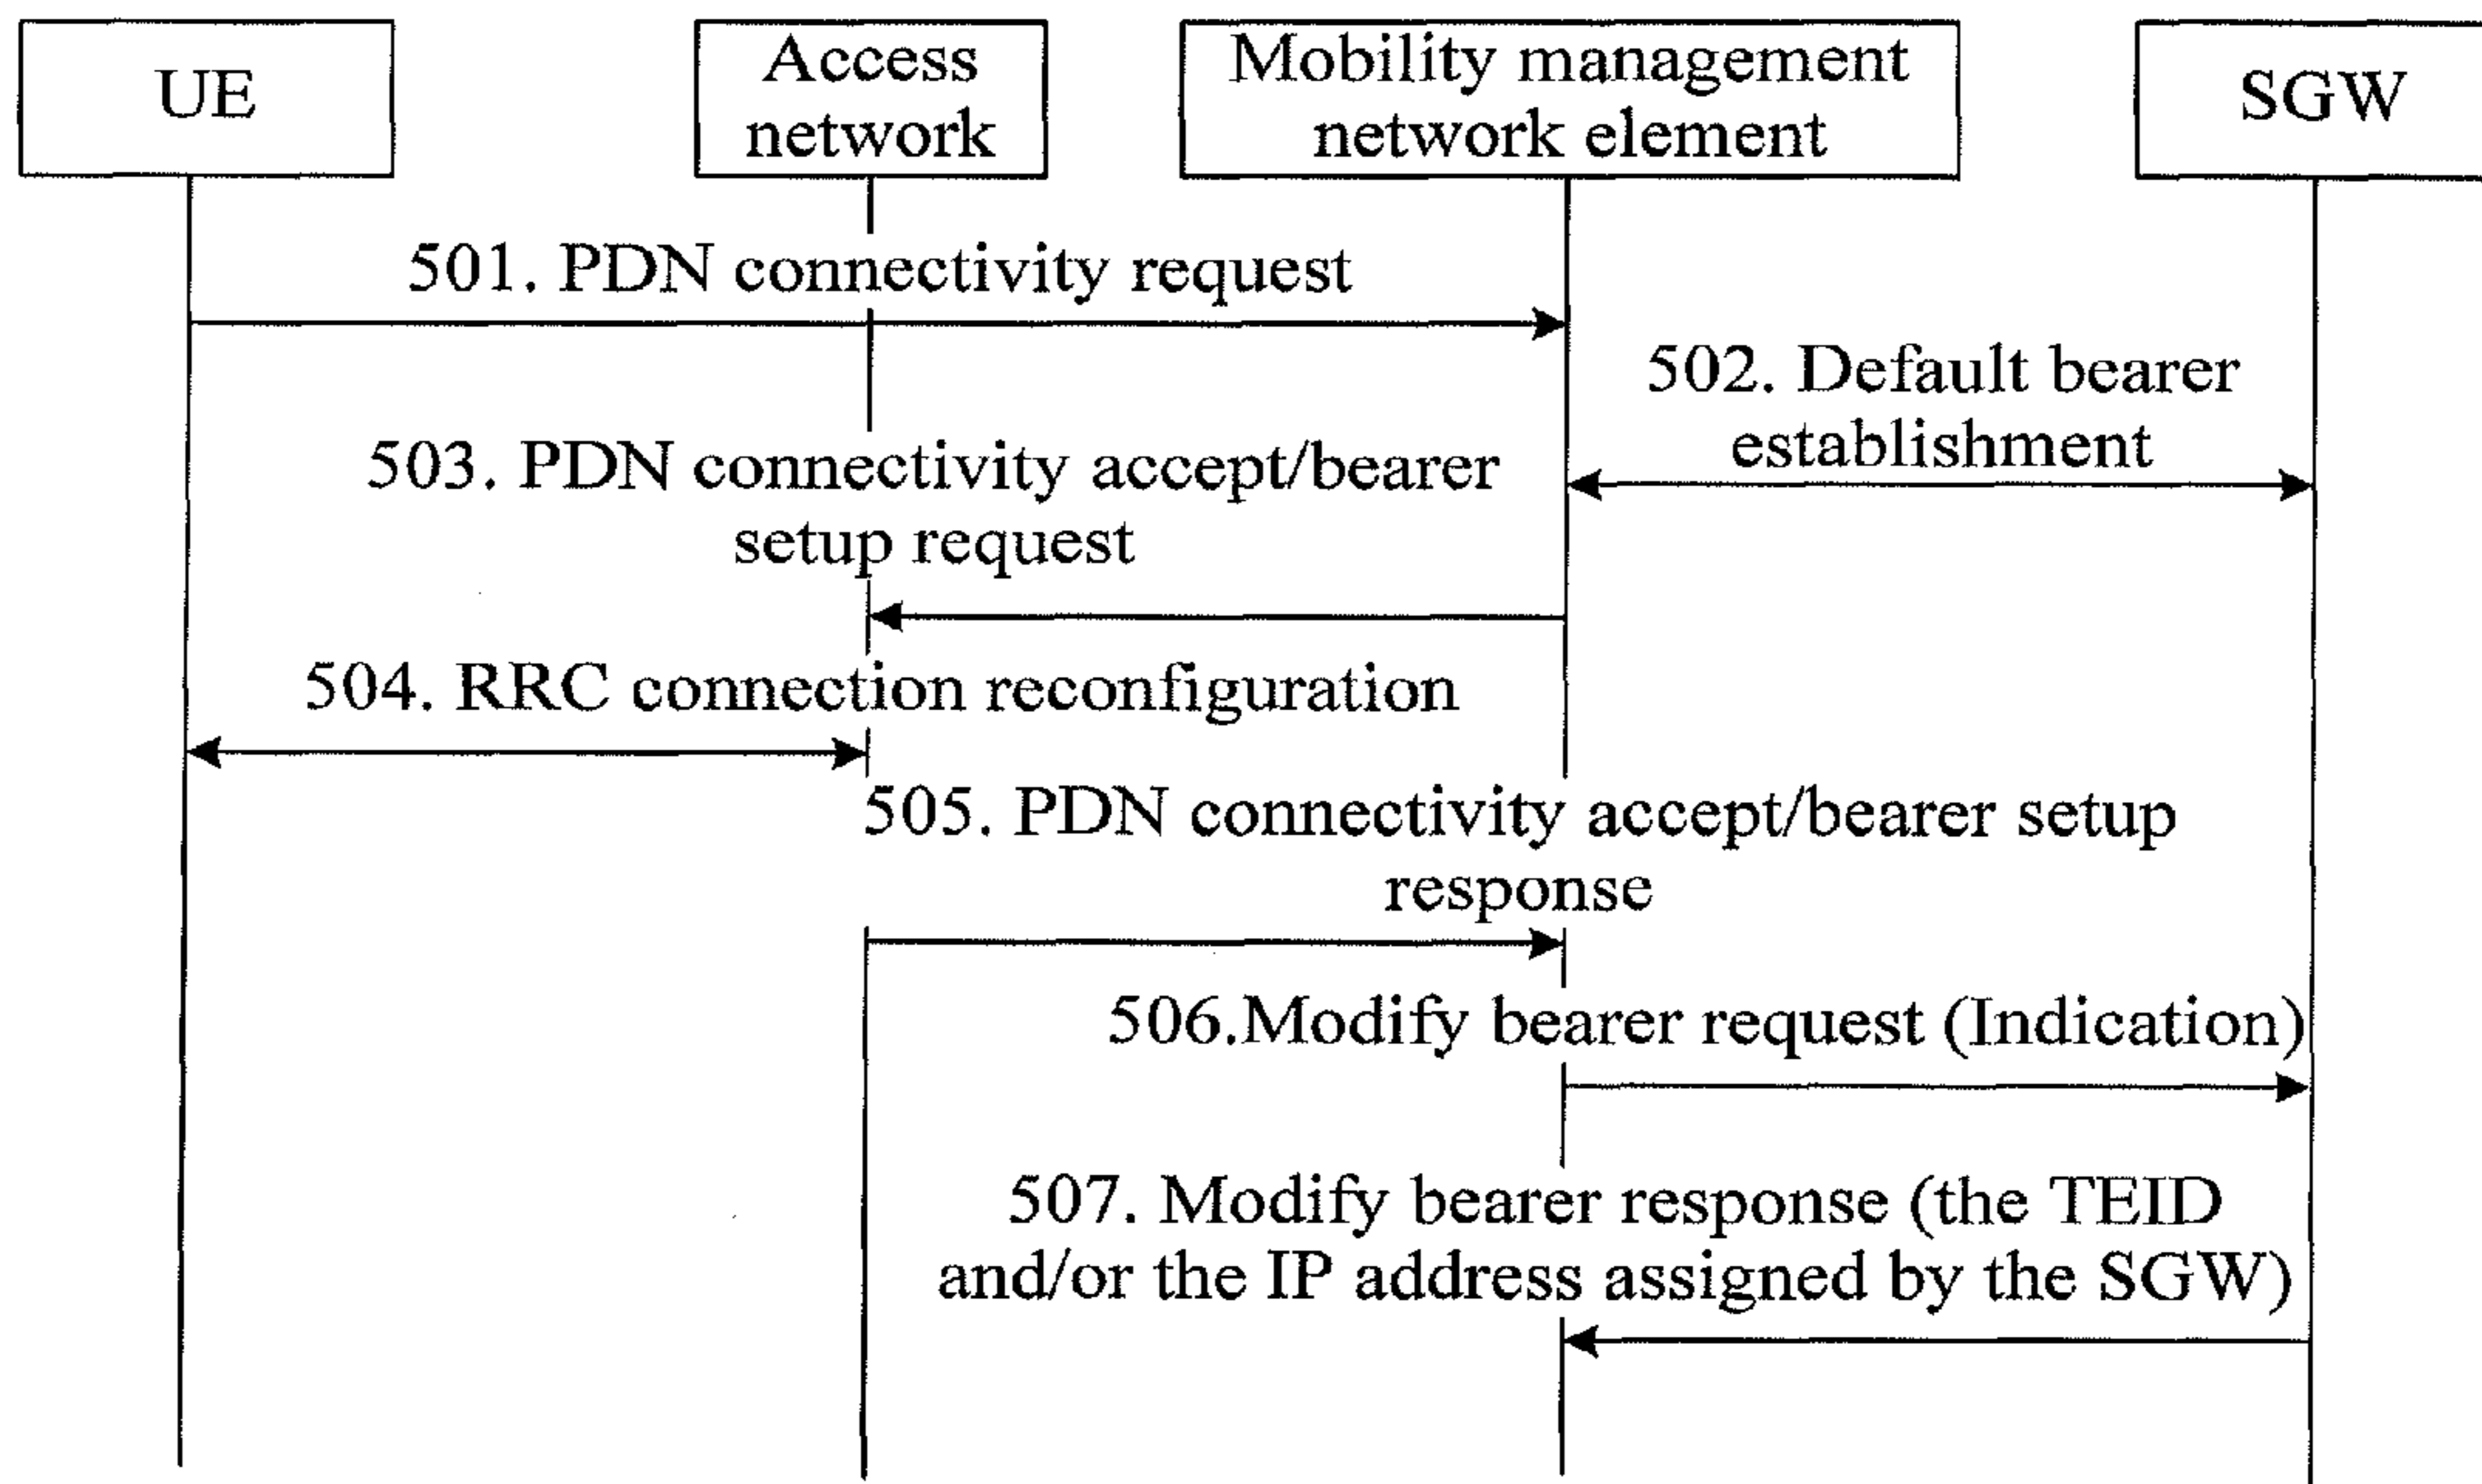 UE
Access
network
Mobility management
network element
SGW
501. PDN connectivity request
502. Default bearer
establishment
503. PDN connectivity accept/bearer
setup request
504. RRC connection reconfiguration
505. PDN connectivity accept/bearer setup
response
506.Modify bearer request (Indication)
507. Modify bearer response (the TEID
and/or the IP address assigned by the SGW)